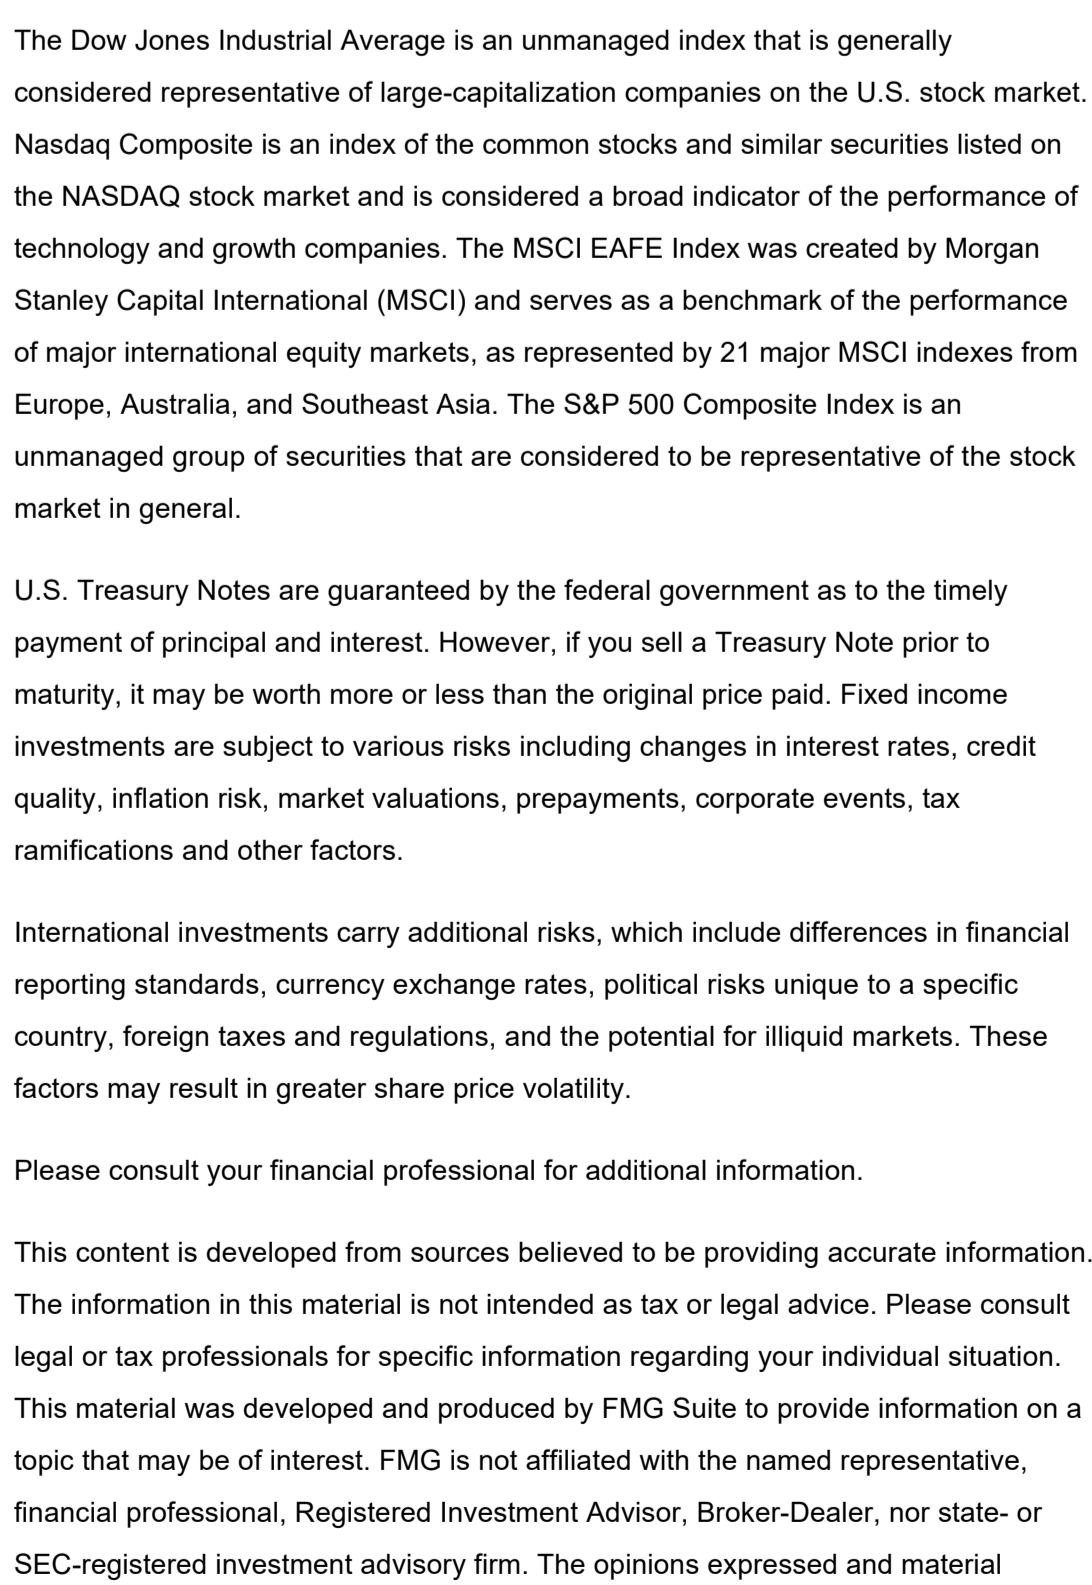 The Dow Jones Industrial Average is an unmanaged index that is generally
considered representative of large-capitalization companies on the U.S. stock market.
Nasdaq Composite is an index of the common stocks and similar securities listed on
the NASDAQ stock market and is considered a broad indicator of the performance of
technology and growth companies. The MSCI EAFE Index was created by Morgan
Stanley Capital International (MSCI) and serves as a benchmark of the performance
of major international equity markets, as represented by 21 major MSCI indexes from
Europe, Australia, and Southeast Asia. The S&P 500 Composite Index is an
unmanaged group of securities that are considered to be representative of the stock
market in general.
U.S. Treasury Notes are guaranteed by the federal government as to the timely
payment of principal and interest. However, if you sell a Treasury Note prior to
maturity, it may be worth more or less than the original price paid. Fixed income
investments are subject to various risks including changes in interest rates, credit
quality, inflation risk, market valuations, prepayments, corporate events, tax
ramifications and other factors.
International investments carry additional risks, which include differences in financial
reporting standards, currency exchange rates, political risks unique to a specific
country, foreign taxes and regulations, and the potential for illiquid markets. These
factors may result in greater share price volatility.
Please consult your financial professional for additional information.
This content is developed from sources believed to be providing accurate information.
The information in this material is not intended as tax or legal advice. Please consult
legal or tax professionals for specific information regarding your individual situation.
This material was developed and produced by FMG Suite to provide information on a
topic that may be of interest. FMG is not affiliated with the named representative,
financial professional, Registered Investment Advisor, Broker-Dealer, nor state- or
SEC-registered investment advisory firm. The opinions expressed and material